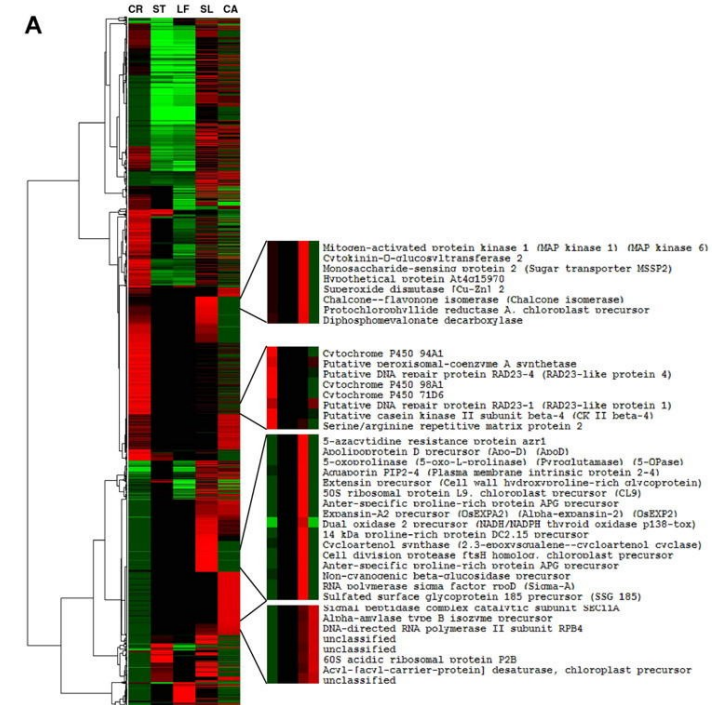 A
CR ST LF SL CA
Mitogen-activated protein kinase 1 (MAP kinase 1) (MAP kinase 6)
Cytokinin-O-glucosyltransferase 2
Monosaccharide-sensing protein 2 (Sugar transporter MSSP2)
Hypothetical protein At4g15970
Superoxide dismutase [Cu-Zn] 2
Chalcone--flavonone isomerase (Chalcone isomerase)
Protochlorophyllide reductase A, chloroplast precursor
Diphosphomevalonate decarboxylase
Cytochrome P450 94A1
Putative peroxisomal-coenzyme A synthetase
Putative DNA repair protein RAD23-4 (RAD23-like protein 4)
Cytochrome P450 98A1
Cytochrome P450 71D6
Putative DNA repair protein RAD23-1 (RAD23-like protein 1)
Putative casein kinase II subunit beta-4 (CK II beta-4)
Serine/arginine repetitive matrix protein 2
5-azacytidine resistance protein azr1
Apolipoprotein D precursor (Apo-D) (ApoD)
5-oxoprolinase (5-oxo-L-prolinase) (Pyroglutamase) (5-OPase)
Aquaporin PIP2-4 (Plasma membrane intrinsic protein 2-4)
Extensin precursor (Cell wall hydroxyproline-rich glycoprotein)
50S ribosomal protein L9, chloroplast precursor (CL9)
Anter-specific proline-rich protein APG precursor
Expansin-A2 precursor (OsEXPA2) (Alpha-expansin-2) (OsEXP2)
Dual oxidase 2 precursor (NADH/NADPH thyroid oxidase p138-tox)
14 kDa proline-rich protein DC2.15 precursor
Cycloartenol synthase (2,3-epoxysqualene--cycloartenol cyclase)
Cell division protease ftsH homolog, chloroplast precursor
Anter-specific proline-rich protein APG precursor
Non-cyanogenic beta-glucosidase precursor
RNA polymerase sigma factor rpoD (Sigma-A)
Sulfated surface glycoprotein 185 precursor (SSG 185)
Signal peptidase complex catalytic subunit SEC11A
Alpha-amylase type B isozyme precursor
DNA-directed RNA polymerase II subunit RPB4
unclassified
unclassified
60S acidic ribosomal protein P2B
Acyl-[acyl-carrier-protein] desaturase, chloroplast precursor
unclassified